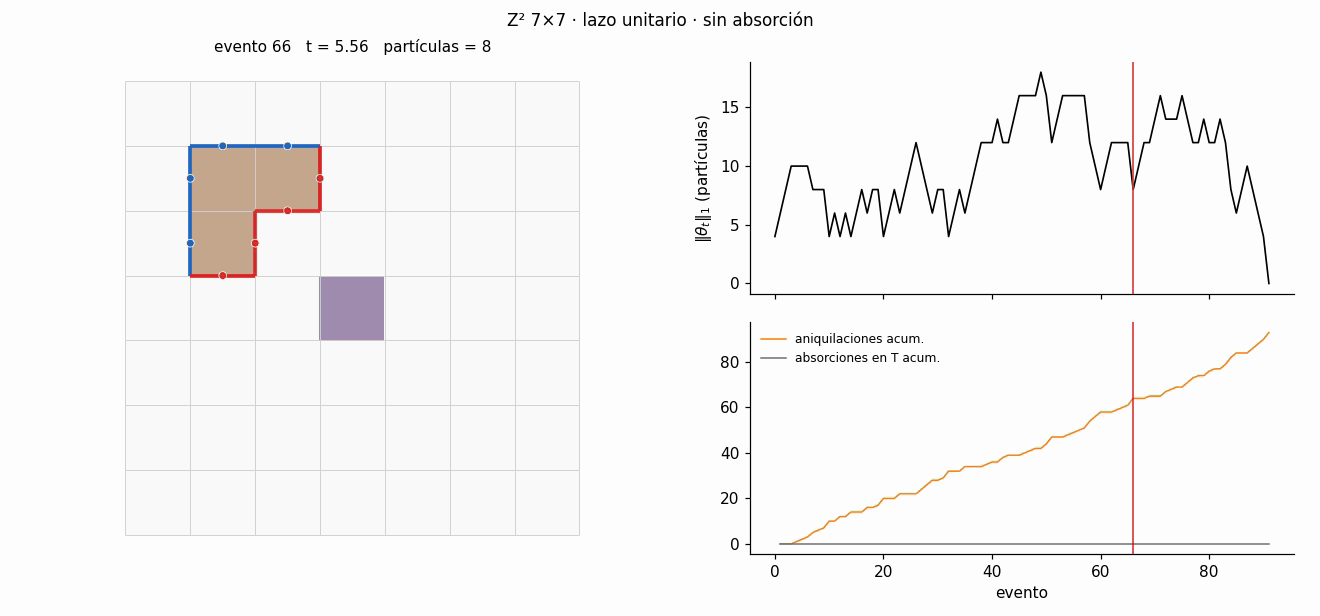 Z² 7×7 · lazo unitario · sin absorción
evento 66   t = 5.56   partículas = 8
‖θₜ‖₁ (partículas)
15
10
5
0
aniquilaciones acum.
absorciones en T acum.
80
60
40
20
0
0 20 40 60 80
evento